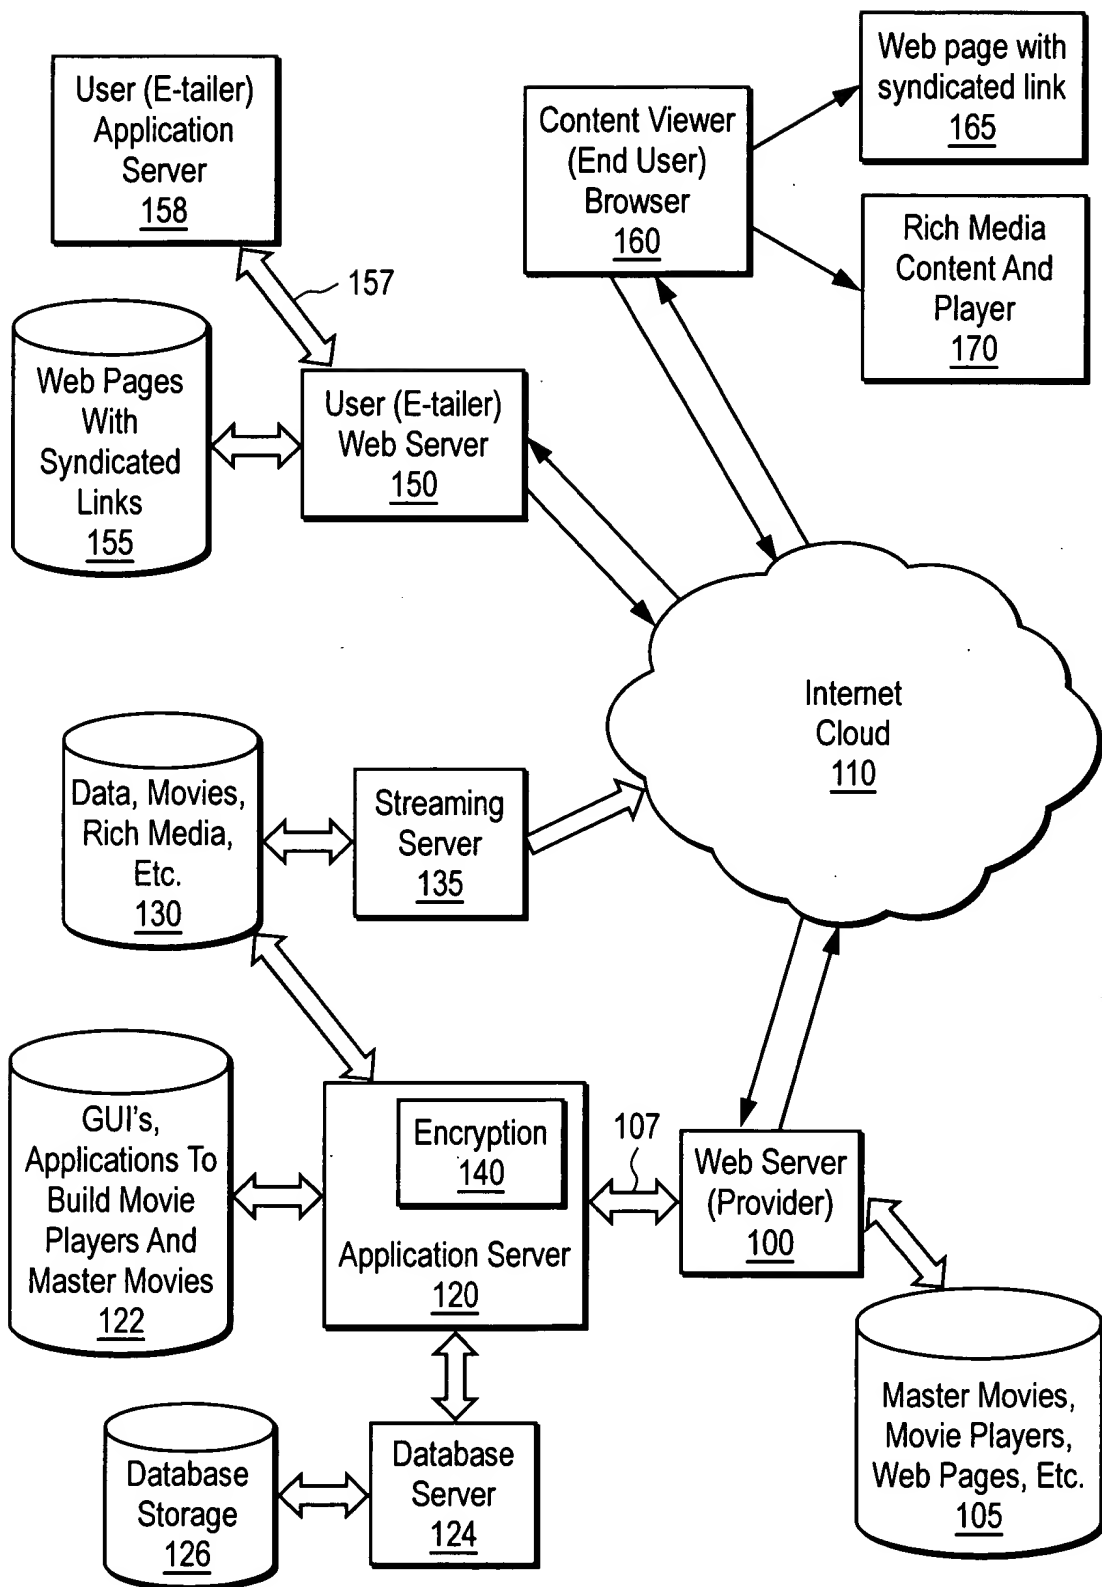 User (E-tailer)
Application
Server
158
Content Viewer
(End User)
Browser
160
Web page with
syndicated link
165
Rich Media
Content And
Player
170
157
Web Pages
With
Syndicated
Links
155
User (E-tailer)
Web Server
150
Internet
Cloud
110
Data, Movies,
Rich Media,
Etc.
130
Streaming
Server
135
GUI's,
Applications To
Build Movie
Players And
Master Movies
122
Encryption
140
Application Server
120
107
Web Server
(Provider)
100
Database
Storage
126
Database
Server
124
Master Movies,
Movie Players,
Web Pages, Etc.
105